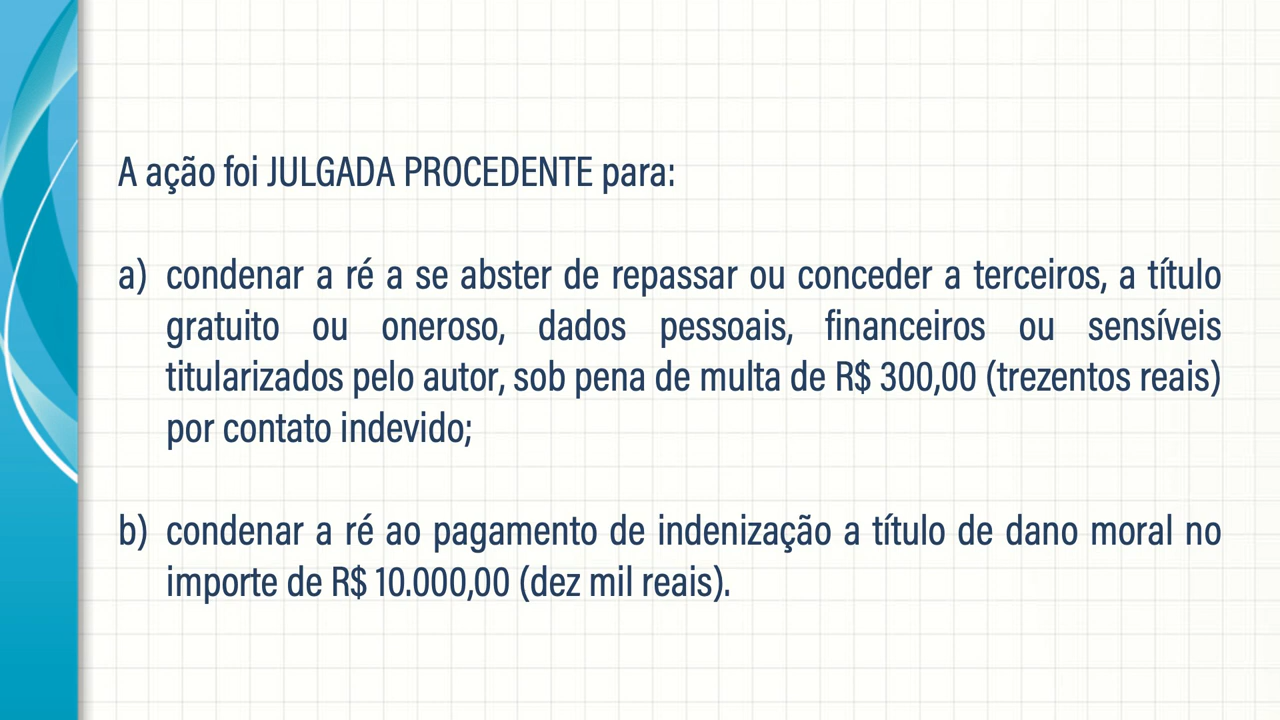 A ação foi JULGADA PROCEDENTE para:
a) condenar a ré a se abster de repassar ou conceder a terceiros, a título
gratuito ou oneroso, dados pessoais, financeiros ou sensíveis
titularizados pelo autor, sob pena de multa de R$ 300,00 (trezentos reais)
por contato indevido;
b) condenar a ré ao pagamento de indenização a título de dano moral no
importe de R$ 10.000,00 (dez mil reais).